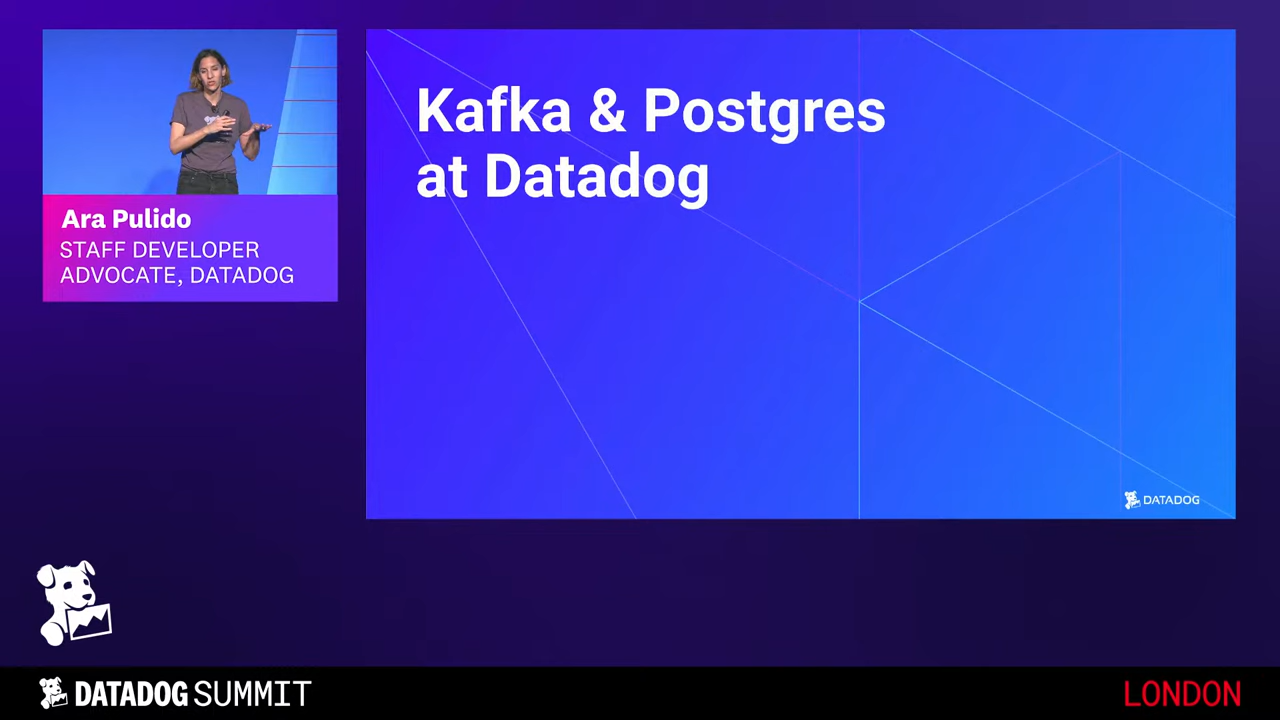 Ara Pulido
STAFF DEVELOPER
ADVOCATE, DATADOG
Kafka & Postgres
at Datadog
DATADOG
DATADOG SUMMIT
LONDON